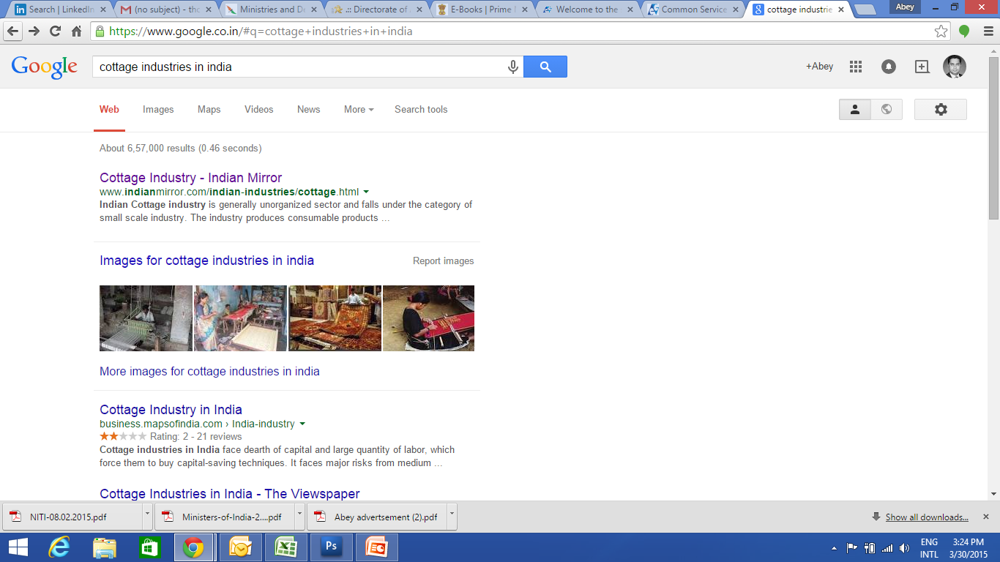 Search | LinkedIn
(no subject) - tho
Ministries and De
.:: Directorate of
E-Books | Prime
Welcome to the
Common Service
cottage industrie
Abey
https://www.google.co.in/#q=cottage+industries+in+india
Google
cottage industries in india
+Abey
Web Images Maps Videos News More Search tools
About 6,57,000 results (0.46 seconds)
Cottage Industry - Indian Mirror
www.indianmirror.com/indian-industries/cottage.html
Indian Cottage industry is generally unorganized sector and falls under the category of
small scale industry. The industry produces consumable products ...
Images for cottage industries in india
Report images
More images for cottage industries in india
Cottage Industry in India
business.mapsofindia.com › India-industry
Rating: 2 - 21 reviews
Cottage industries in India face dearth of capital and large quantity of labor, which
force them to buy capital-saving techniques. It faces major risks from medium ...
Cottage Industries in India - The Viewspaper
NITI-08.02.2015.pdf
Ministers-of-India-2....pdf
Abey advertsement (2).pdf
Show all downloads...
ENG
INTL
3:24 PM
3/30/2015